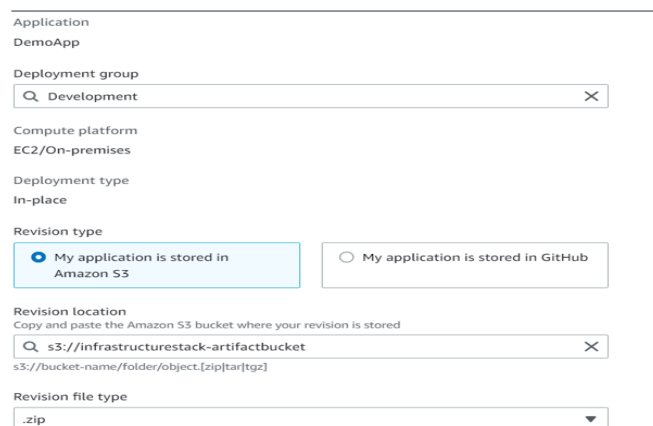 Application
DemoApp
Deployment group
Development
Compute platform
EC2/On-premises
Deployment type
In-place
Revision type
My application is stored in
Amazon S3
My application is stored in GitHub
Revision location
Copy and paste the Amazon S3 bucket where your revision is stored
s3://infrastructurestack-artifactbucket
s3://bucket-name/folder/object.[zip|tar|tgz]
Revision file type
.zip